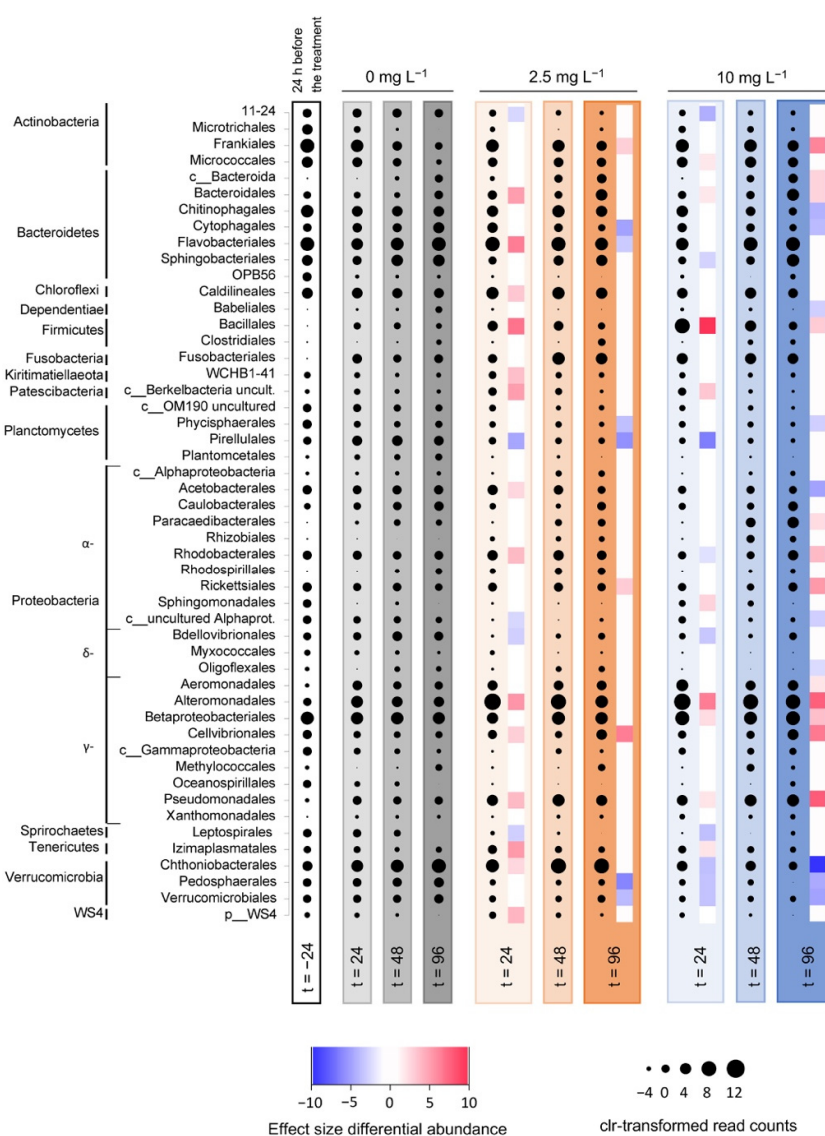 24 h before
the treatment
0 mg L⁻¹
2.5 mg L⁻¹
10 mg L⁻¹
Actinobacteria
11-24
Microtrichales
Frankiales
Micrococcales
Bacteroidetes
c__Bacteroida
Bacteroidales
Chitinophagales
Cytophagales
Flavobacteriales
Sphingobacteriales
OPB56
Chloroflexi
Caldilineales
Dependentiae
Babeliales
Firmicutes
Bacillales
Clostridiales
Fusobacteria
Fusobacteriales
Kiritimatiellaeota
WCHB1-41
Patescibacteria
c__Berkelbacteria uncult.
Planctomycetes
c__OM190 uncultured
Phycisphaerales
Pirellulales
Plantomcetales
Proteobacteria
α-
c__Alphaproteobacteria
Acetobacterales
Caulobacterales
Paracaedibacterales
Rhizobiales
Rhodobacterales
Rhodospirillales
Rickettsiales
Sphingomonadales
c__uncultured Alphaprot.
δ-
Bdellovibrionales
Myxococcales
Oligoflexales
γ-
Aeromonadales
Alteromonadales
Betaproteobacteriales
Cellvibrionales
c__Gammaproteobacteria
Methylococcales
Oceanospirillales
Pseudomonadales
Xanthomonadales
Sprirochaetes
Leptospirales
Tenericutes
Izimaplasmatales
Verrucomicrobia
Chthoniobacterales
Pedosphaerales
Verrucomicrobiales
WS4
p__WS4
t = −24
t = 24
t = 48
t = 96
t = 24
t = 48
t = 96
t = 24
t = 48
t = 96
−10 −5 0 5 10
Effect size differential abundance
−4 0 4 8 12
clr-transformed read counts